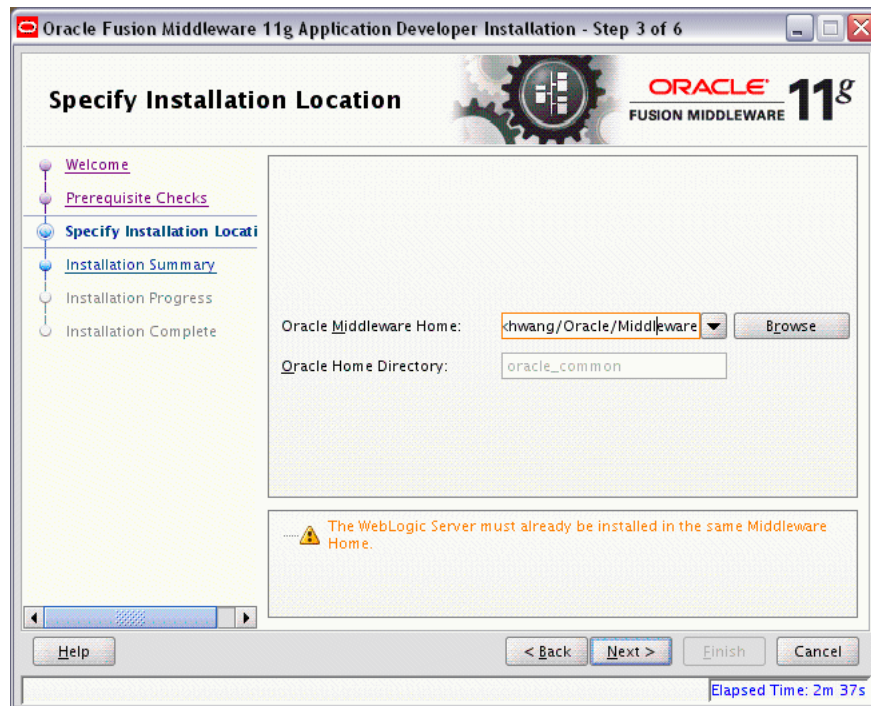 Oracle Fusion Middleware 11g Application Developer Installation - Step 3 of 6
Specify Installation Location
ORACLE
FUSION MIDDLEWARE
11g
Welcome
Prerequisite Checks
Specify Installation Locati
Installation Summary
Installation Progress
Installation Complete
Oracle Middleware Home:
hwang/Oracle/Middleware
Browse
Oracle Home Directory:
oracle_common
The WebLogic Server must already be installed in the same Middleware
Home.
Help
< Back
Next >
Finish
Cancel
Elapsed Time: 2m 37s